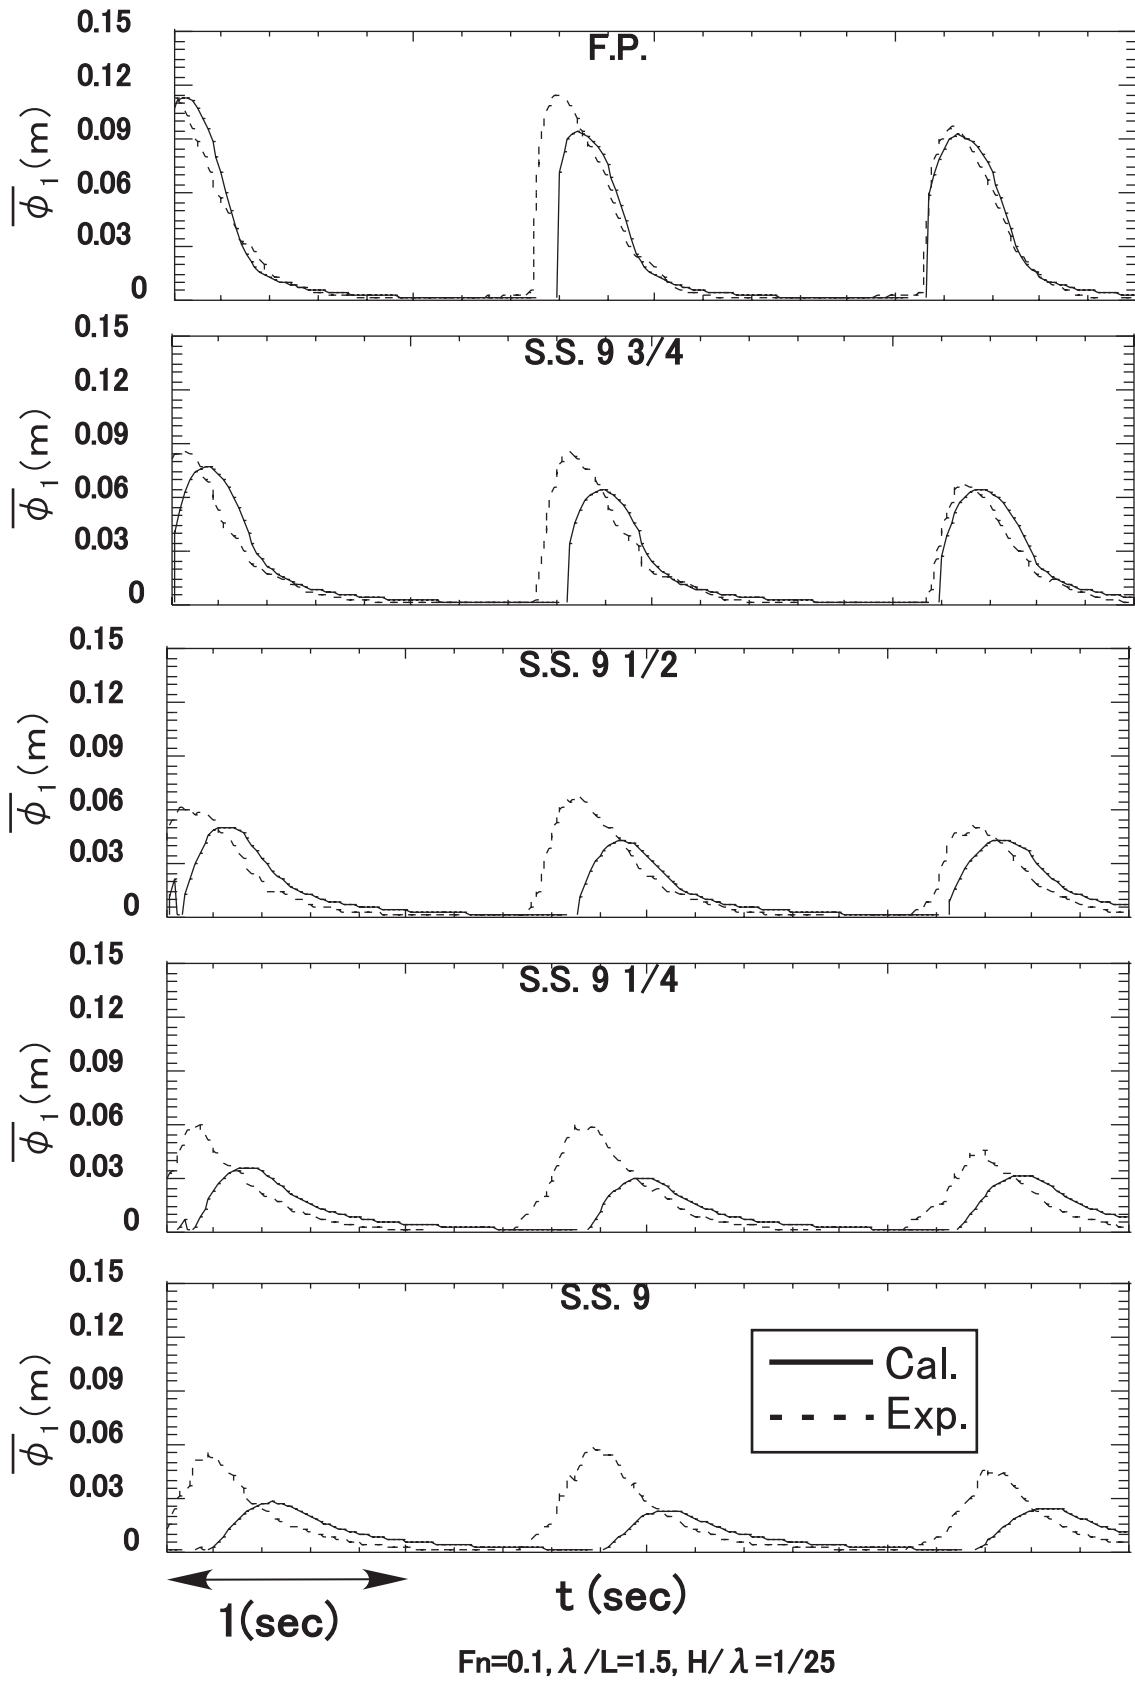 0.15
F.P.
0.12
0.09
0.06
0.03
0
ϕ̅₁(m)
0.15
S.S. 9 3/4
0.12
0.09
0.06
0.03
0
ϕ̅₁(m)
0.15
S.S. 9 1/2
0.12
0.09
0.06
0.03
0
ϕ̅₁(m)
0.15
S.S. 9 1/4
0.12
0.09
0.06
0.03
0
ϕ̅₁(m)
0.15
S.S. 9
0.12
0.09
0.06
0.03
0
ϕ̅₁(m)
Cal.
Exp.
1(sec)
t (sec)
Fn=0.1, λ/L=1.5, H/λ=1/25